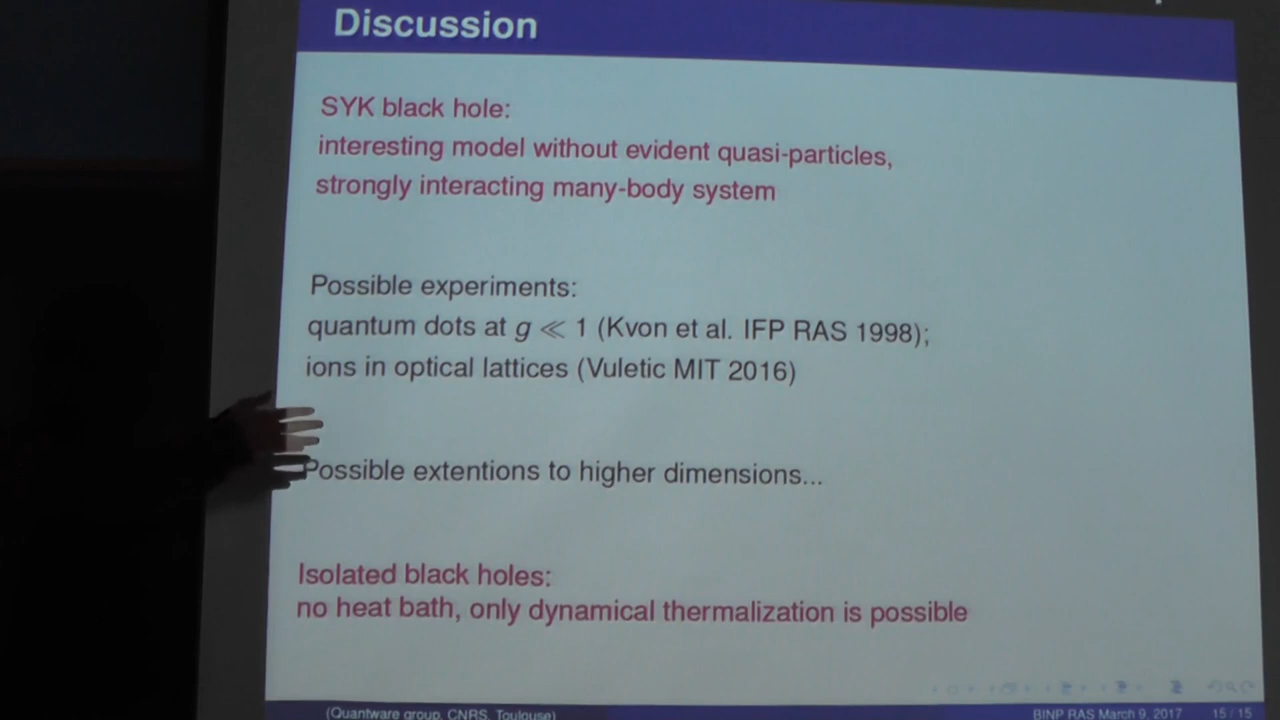 Discussion
SYK black hole:
interesting model without evident quasi-particles,
strongly interacting many-body system
Possible experiments:
quantum dots at g ≪ 1 (Kvon et al. IFP RAS 1998);
ions in optical lattices (Vuletic MIT 2016)
Possible extentions to higher dimensions...
Isolated black holes:
no heat bath, only dynamical thermalization is possible
(Quantware group, CNRS, Toulouse) BINP RAS March 9, 2017 15 / 15